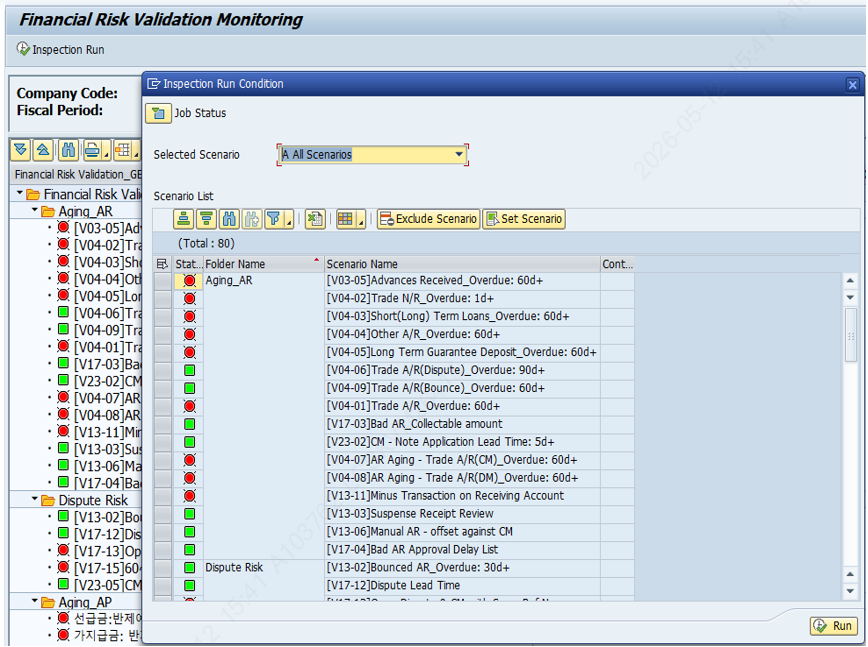 Financial Risk Validation Monitoring
Inspection Run
Company Code:
Fiscal Period:
Financial Risk Validation_GE
Financial Risk Vali
Aging_AR
[V03-05]Ad
[V04-02]Tra
[V04-03]Sho
[V04-04]Oth
[V04-05]Lon
[V04-06]Tra
[V04-09]Tra
[V04-01]Tra
[V17-03]Bad
[V23-02]CM
[V04-07]AR
[V04-08]AR
[V13-11]Min
[V13-03]Sus
[V13-06]Ma
[V17-04]Bad
Dispute Risk
[V13-02]Bou
[V17-12]Dis
[V17-13]Op
[V17-15]60
[V23-05]CM
Aging_AP
선급금:반제
가지급금: 반
Inspection Run Condition
Job Status
Selected Scenario A All Scenarios
Scenario List
Exclude Scenario Set Scenario
(Total : 80)
Stat... Folder Name Scenario Name Cont...
Aging_AR [V03-05]Advances Received_Overdue: 60d+
[V04-02]Trade N/R_Overdue: 1d+
[V04-03]Short(Long) Term Loans_Overdue: 60d+
[V04-04]Other A/R_Overdue: 60d+
[V04-05]Long Term Guarantee Deposit_Overdue: 60d+
[V04-06]Trade A/R(Dispute)_Overdue: 90d+
[V04-09]Trade A/R(Bounce)_Overdue: 60d+
[V04-01]Trade A/R_Overdue: 60d+
[V17-03]Bad AR_Collectable amount
[V23-02]CM - Note Application Lead Time: 5d+
[V04-07]AR Aging - Trade A/R(CM)_Overdue: 60d+
[V04-08]AR Aging - Trade A/R(DM)_Overdue: 60d+
[V13-11]Minus Transaction on Receiving Account
[V13-03]Suspense Receipt Review
[V13-06]Manual AR - offset against CM
[V17-04]Bad AR Approval Delay List
Dispute Risk [V13-02]Bounced AR_Overdue: 30d+
[V17-12]Dispute Lead Time
Run